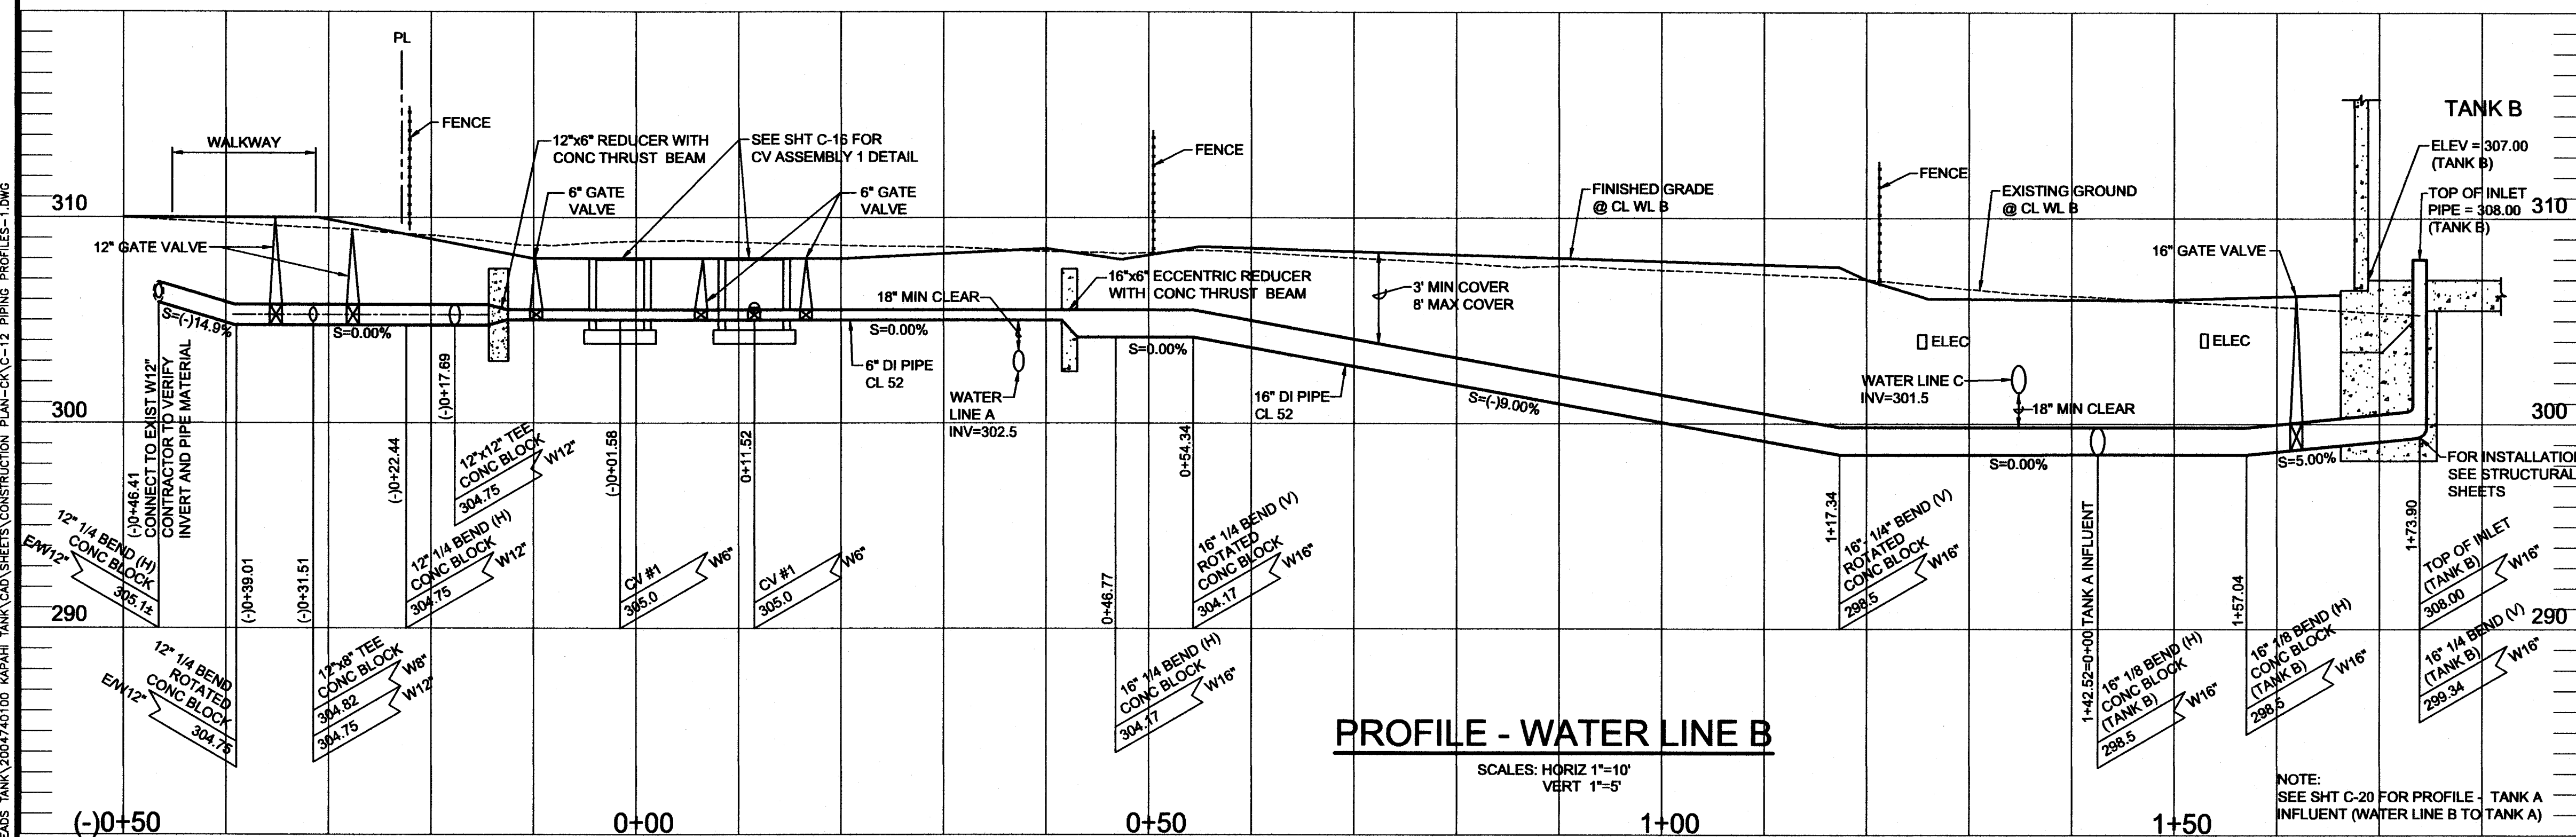 EADS TANK\2004740100 KAPAHI TANK\CAD\SHEETS\CONSTRUCTION PLAN-CK\C-12 PIPING PROFILES-1.DWG
PL
FENCE
WALKWAY
12"x6" REDUCER WITH
CONC THRUST BEAM
SEE SHT C-16 FOR
CV ASSEMBLY 1 DETAIL
6" GATE
VALVE
6" GATE
VALVE
FENCE
FINISHED GRADE
@ CL WL B
FENCE
EXISTING GROUND
@ CL WL B
TANK B
ELEV = 307.00
(TANK B)
TOP OF INLET
PIPE = 308.00
(TANK B)
310
310
12" GATE VALVE
16" GATE VALVE
16"x6" ECCENTRIC REDUCER
WITH CONC THRUST BEAM
18" MIN CLEAR
3' MIN COVER
8' MAX COVER
S=(-)14.9%
S=0.00%
S=0.00%
S=0.00%
ELEC
ELEC
6" DI PIPE
CL 52
WATER
LINE A
INV=302.5
16" DI PIPE
CL 52
S=(-)9.00%
WATER LINE C
INV=301.5
18" MIN CLEAR
300
300
S=0.00%
S=5.00%
FOR INSTALLATION
SEE STRUCTURAL
SHEETS
(-)0+46.41
CONNECT TO EXIST W12"
CONTRACTOR TO VERIFY
INVERT AND PIPE MATERIAL
12" 1/4 BEND (H)
CONC BLOCK
E/W12"
305.1±
(-)0+39.01
12" 1/4 BEND
ROTATED
CONC BLOCK
E/W12"
304.75
(-)0+31.51
12"x8" TEE
CONC BLOCK
304.82
W8"
304.75
W12"
(-)0+22.44
12" 1/4 BEND (H)
CONC BLOCK
304.75
W12"
(-)0+17.69
12"x12" TEE
CONC BLOCK
304.75
W12"
(-)0+01.58
CV #1
305.0
W6"
0+11.52
CV #1
305.0
W6"
0+46.77
16" 1/4 BEND (H)
CONC BLOCK
304.17
W16"
0+54.34
16" 1/4 BEND (V)
ROTATED
CONC BLOCK
304.17
W16"
1+17.34
16"- 1/4" BEND (V)
ROTATED
CONC BLOCK
298.5
W16"
1+42.52=0+00 TANK A INFLUENT
16" 1/8 BEND (H)
CONC BLOCK
(TANK B)
298.5
W16"
1+57.04
16" 1/8 BEND (H)
CONC BLOCK
(TANK B)
298.5
W16"
1+73.90
TOP OF INLET
(TANK B)
308.00
W16"
16" 1/4 BEND (V)
(TANK B)
299.34
W16"
290
290
PROFILE - WATER LINE B
SCALES: HORIZ 1"=10'
VERT 1"=5'
NOTE:
SEE SHT C-20 FOR PROFILE - TANK A
INFLUENT (WATER LINE B TO TANK A)
(-)0+50
0+00
0+50
1+00
1+50